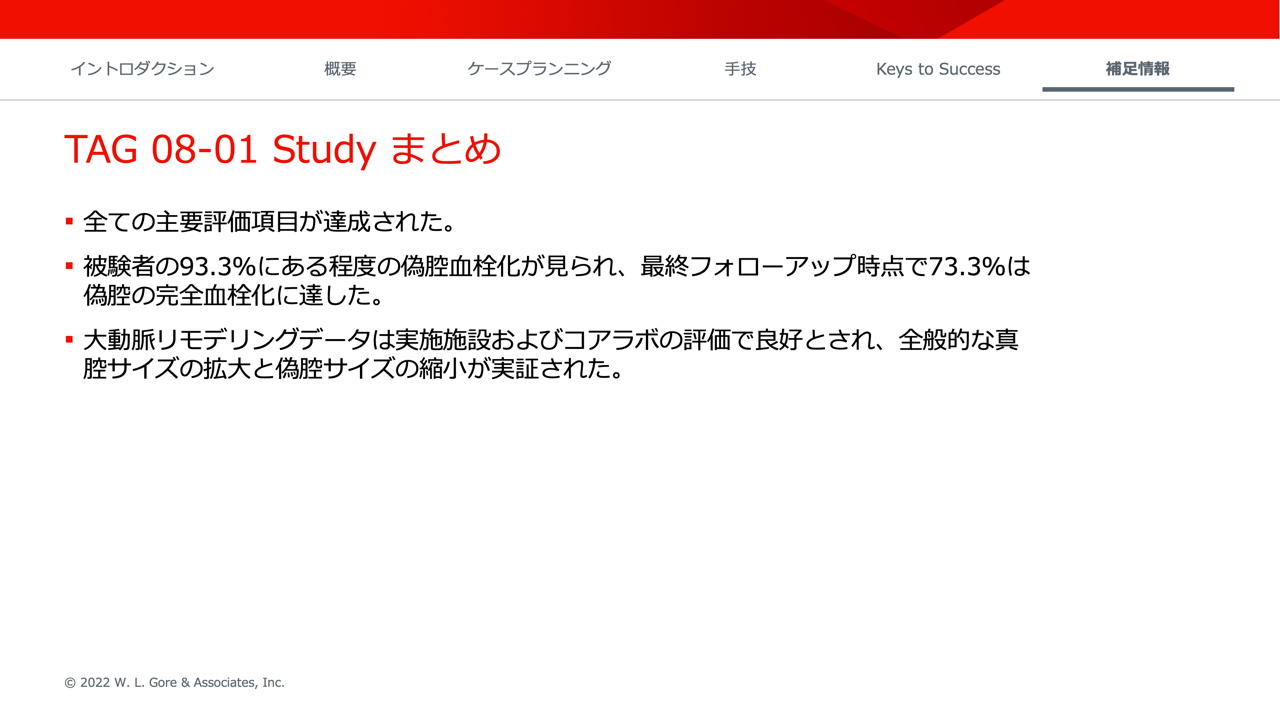 イントロダクション
概要
ケースプランニング
手技
Keys to Success
補足情報
TAG 08-01 Study まとめ
▪ 全ての主要評価項目が達成された。
▪ 被験者の93.3%にある程度の偽腔血栓化が見られ、最終フォローアップ時点で73.3%は
偽腔の完全血栓化に達した。
▪ 大動脈リモデリングデータは実施施設およびコアラボの評価で良好とされ、全般的な真
腔サイズの拡大と偽腔サイズの縮小が実証された。
© 2022 W. L. Gore & Associates, Inc.